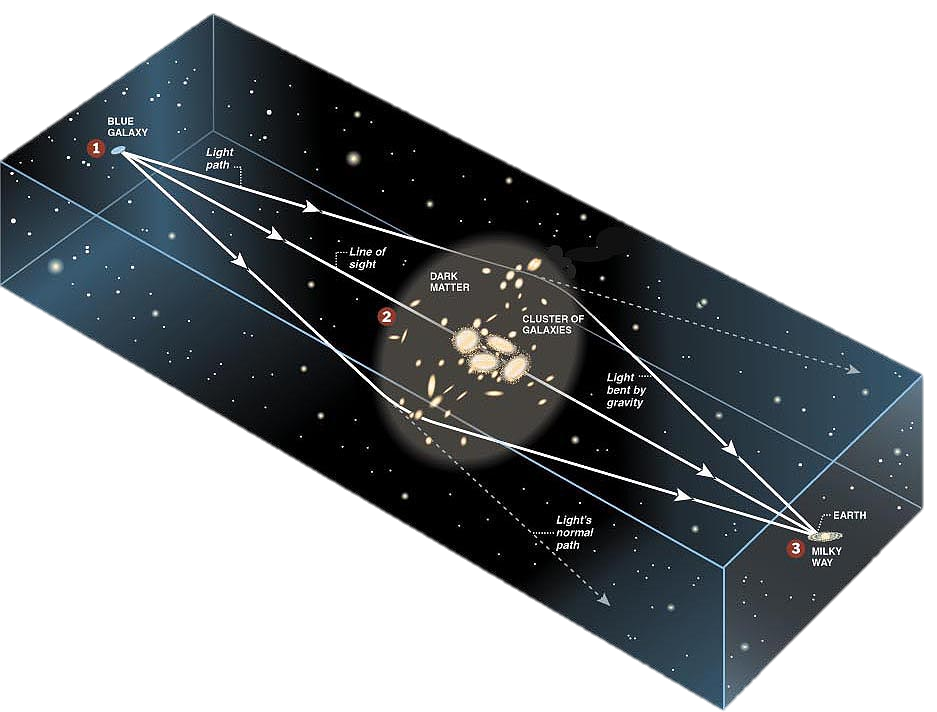 BLUE
GALAXY
1
Light
path
Line of
sight
DARK
MATTER
2
CLUSTER OF
GALAXIES
Light
bent by
gravity
Light's
normal
path
EARTH
3
MILKY
WAY